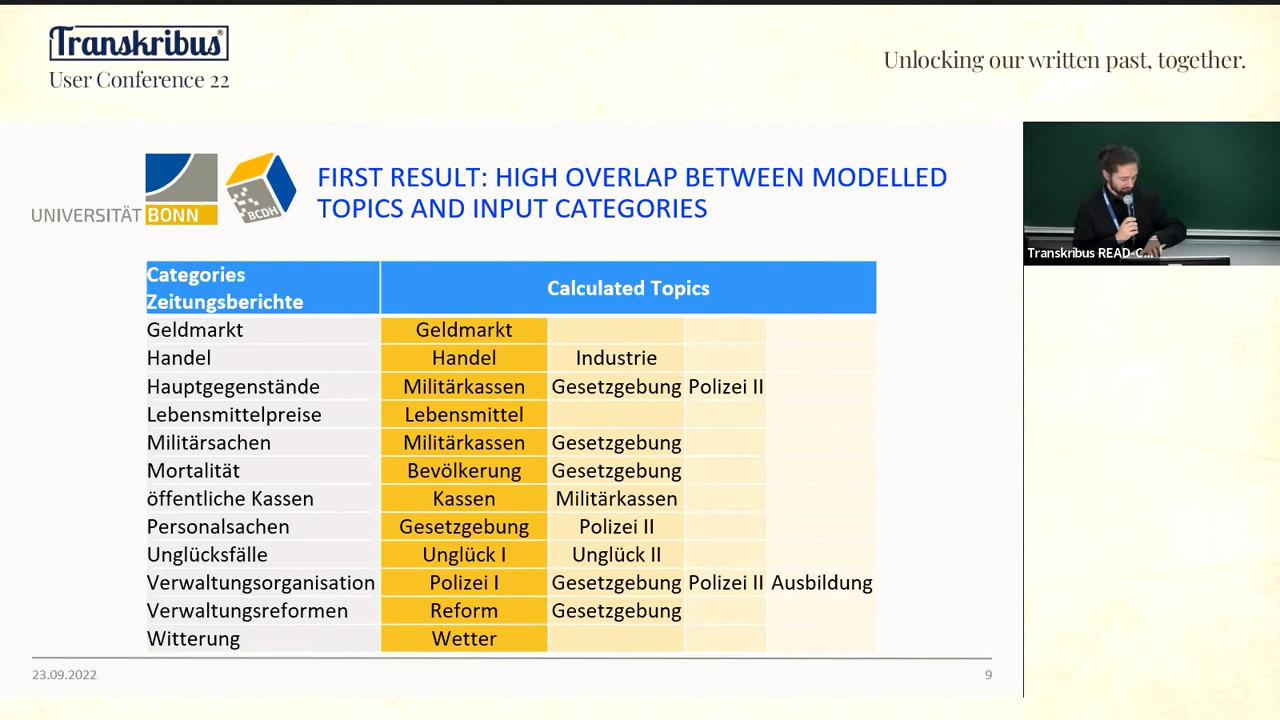 Transkribus®
User Conference 22
Unlocking our written past, together.
UNIVERSITÄT BONN
BCDH
FIRST RESULT: HIGH OVERLAP BETWEEN MODELLED
TOPICS AND INPUT CATEGORIES
Transkribus READ-C...
Categories
Zeitungsberichte
Calculated Topics
Geldmarkt Geldmarkt
Handel Handel Industrie
Hauptgegenstände Militärkassen Gesetzgebung Polizei II
Lebensmittelpreise Lebensmittel
Militärsachen Militärkassen Gesetzgebung
Mortalität Bevölkerung Gesetzgebung
öffentliche Kassen Kassen Militärkassen
Personalsachen Gesetzgebung Polizei II
Unglücksfälle Unglück I Unglück II
Verwaltungsorganisation Polizei I Gesetzgebung Polizei II Ausbildung
Verwaltungsreformen Reform Gesetzgebung
Witterung Wetter
23.09.2022
9